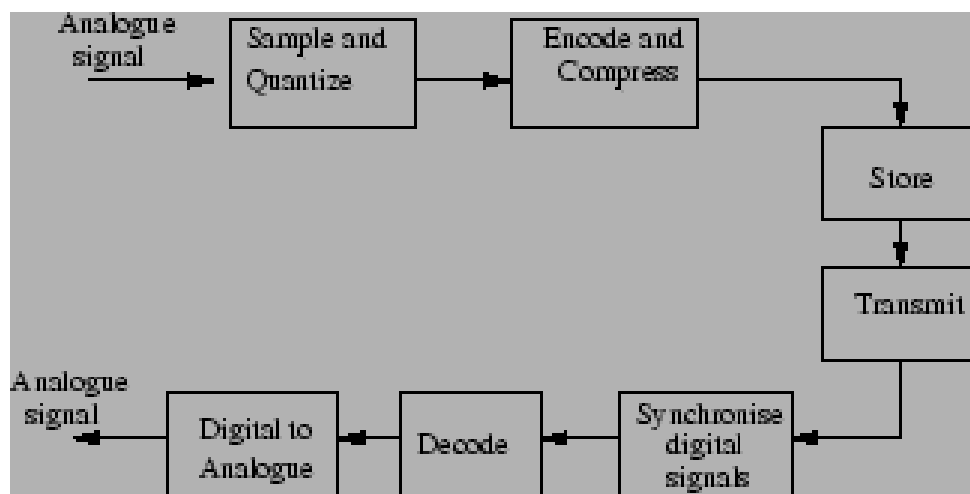 Analogue
signal
Sample and
Quantize
Encode and
Compress
Store
Transmit
Synchronise
digital
signals
Decode
Digital to
Analogue
Analogue
signal